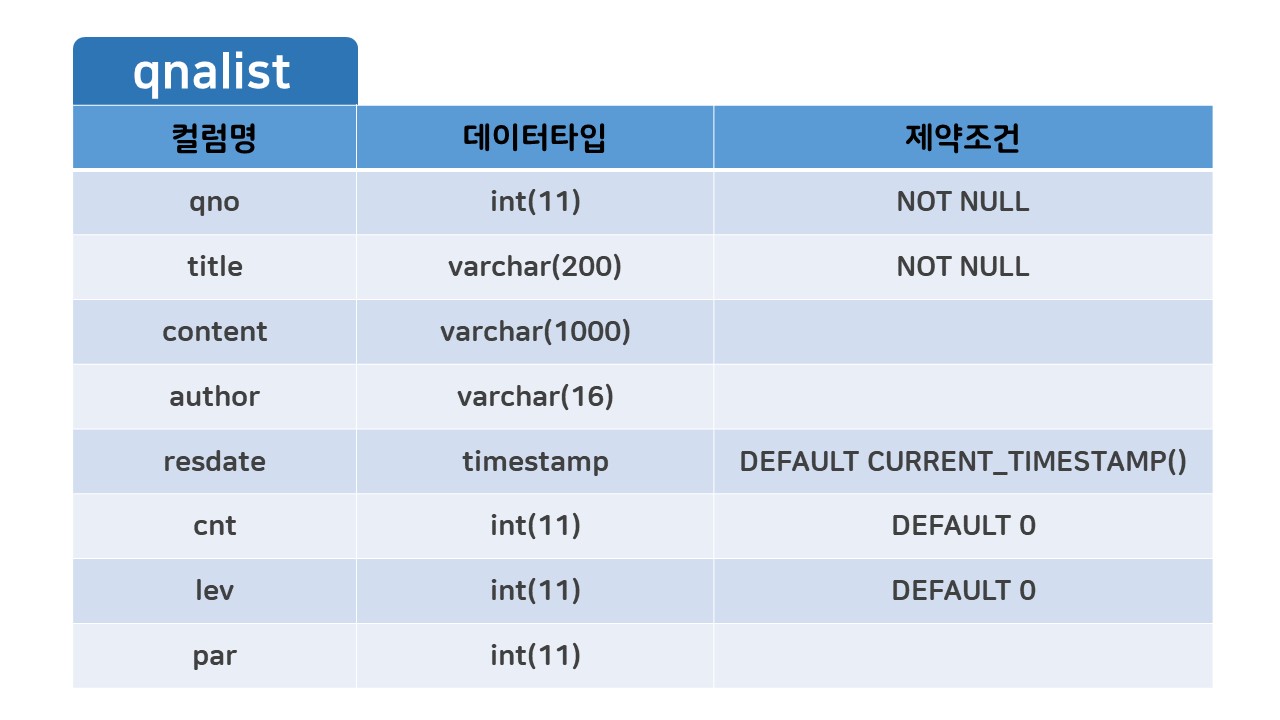 qnalist
컬럼명 데이터타입 제약조건
qno int(11) NOT NULL
title varchar(200) NOT NULL
content varchar(1000)
author varchar(16)
resdate timestamp DEFAULT CURRENT_TIMESTAMP()
cnt int(11) DEFAULT 0
lev int(11) DEFAULT 0
par int(11)